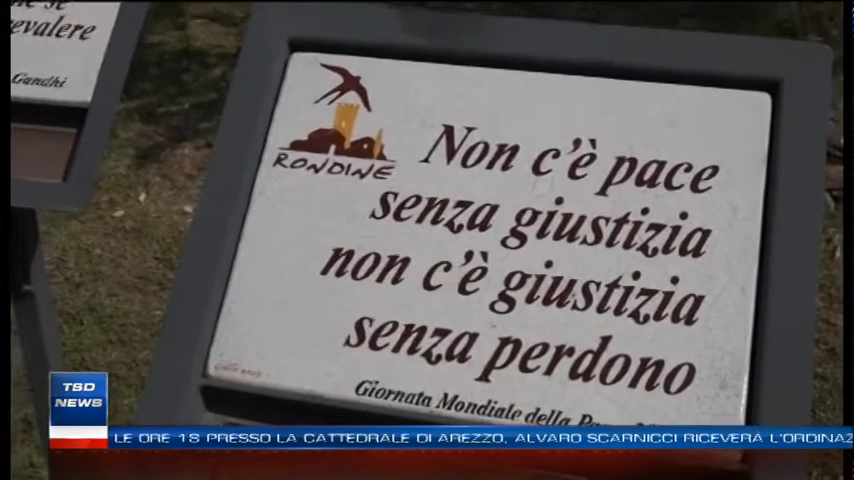 evalere
Gandhi
RONDINE
Non c'è pace
senza giustizia
non c'è giustizia
senza perdono
Giornata Mondiale della
TSD
NEWS
LE ORE 18 PRESSO LA CATTEDRALE DI AREZZO, ALVARO SCARNICCI RICEVERÀ L'ORDINAZ